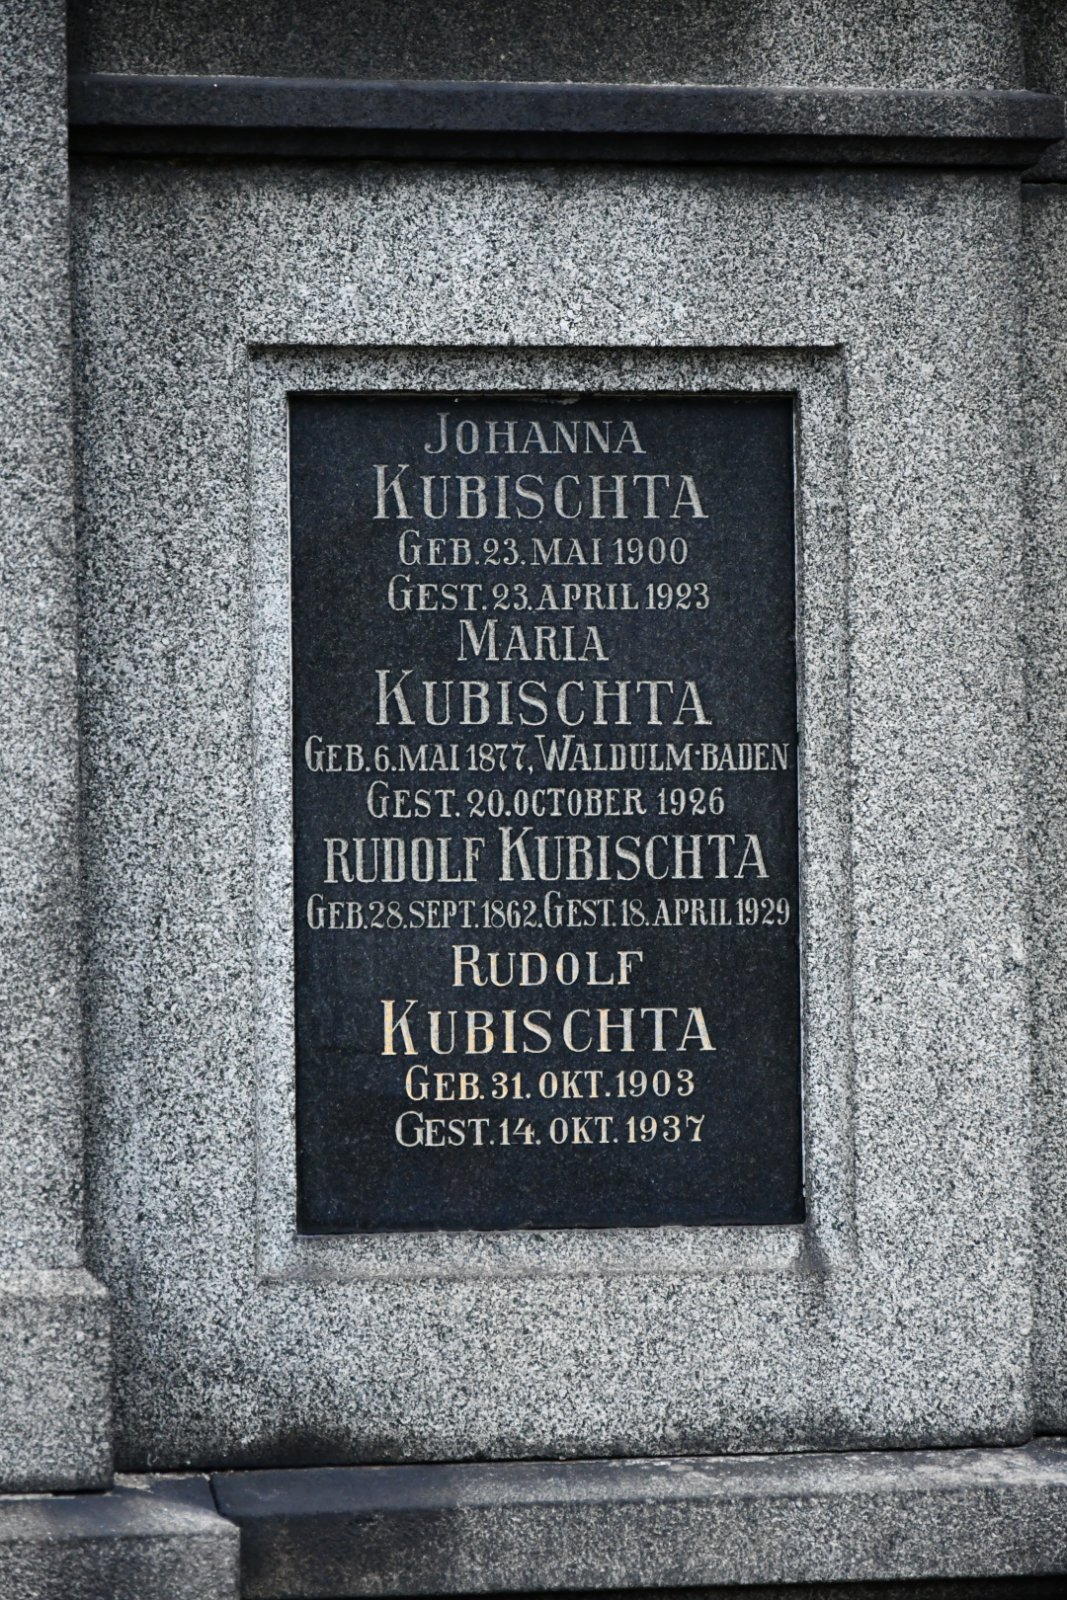 JOHANNA
KUBISCHTA
GEB. 23. MAI 1900
GEST. 23. APRIL 1923
MARIA
KUBISCHTA
GEB. 6. MAI 1877, WALDULM-BADEN
GEST. 20. OCTOBER 1926
RUDOLF KUBISCHTA
GEB. 28. SEPT. 1862. GEST. 18. APRIL 1929
RUDOLF
KUBISCHTA
GEB. 31. OKT. 1903
GEST. 14. OKT. 1937